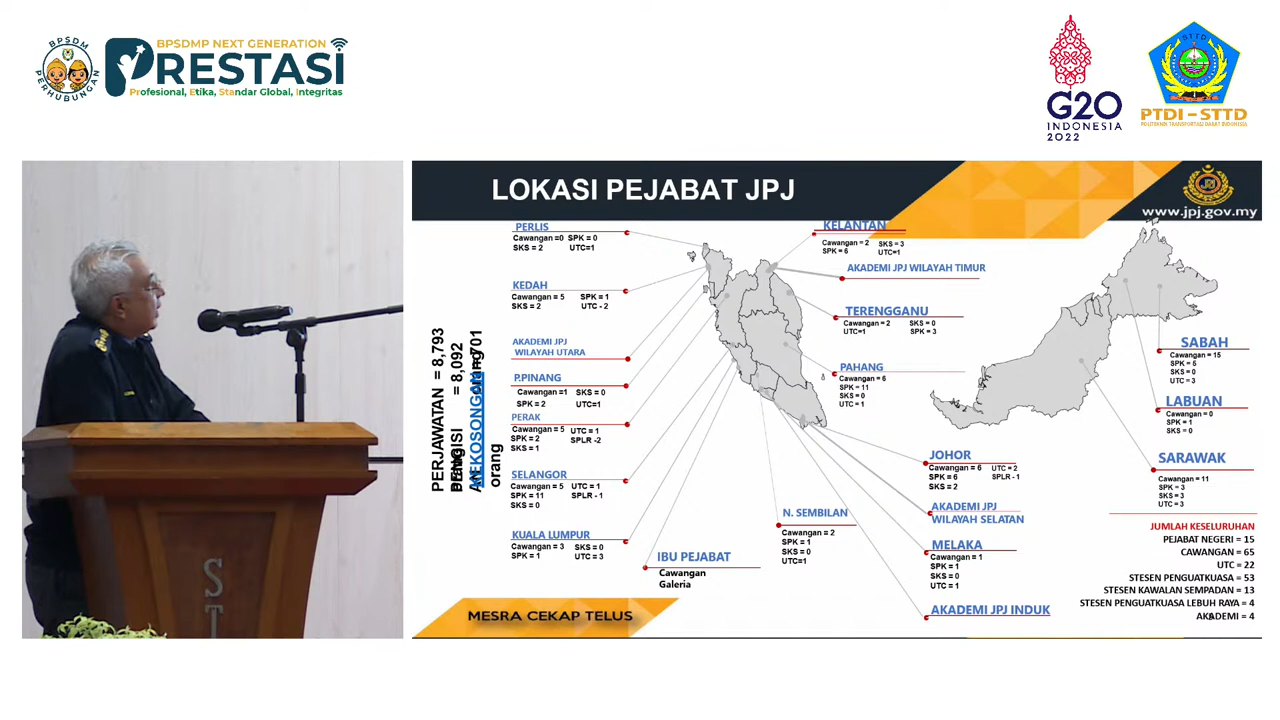 BPSDM
PERHUBUNGAN
BPSDMP NEXT GENERATION
PRESTASI
Profesional, Etika, Standar Global, Integritas
G20
INDONESIA
2022
STTD
PTDI - STTD
POLITEKNIK TRANSPORTASI DARAT INDONESIA
LOKASI PEJABAT JPJ
JPJ
www.jpj.gov.my
PERJAWATAN = 8,793
= 8,092
= 701
orang
PERLIS
Cawangan =0 SPK = 0
SKS = 2 UTC=1
KEDAH
Cawangan = 5 SPK = 1
SKS = 2 UTC - 2
AKADEMI JPJ
WILAYAH UTARA
P.PINANG
Cawangan =1 SKS = 0
SPK = 2 UTC=1
PERAK
Cawangan = 5 UTC = 1
SPK = 2 SPLR -2
SKS = 1
SELANGOR
Cawangan = 5 UTC = 1
SPK = 11 SPLR - 1
SKS = 0
KUALA LUMPUR
Cawangan = 3 SKS = 0
SPK = 1 UTC = 3
IBU PEJABAT
Cawangan
Galeria
KELANTAN
Cawangan = 2 SKS = 3
SPK = 6 UTC=1
AKADEMI JPJ WILAYAH TIMUR
TERENGGANU
Cawangan = 2 SKS = 0
UTC=1 SPK = 3
PAHANG
Cawangan = 6
SPK = 11
SKS = 0
UTC = 1
N. SEMBILAN
Cawangan = 2
SPK = 1
SKS = 0
UTC=1
JOHOR
Cawangan = 6 UTC = 2
SPK = 6 SPLR - 1
SKS = 2
AKADEMI JPJ
WILAYAH SELATAN
MELAKA
Cawangan = 1
SPK = 1
SKS = 0
UTC = 1
AKADEMI JPJ INDUK
SABAH
Cawangan = 15
SPK = 5
SKS = 0
UTC = 3
LABUAN
Cawangan = 0
SPK = 1
SKS = 0
SARAWAK
Cawangan = 11
SPK = 3
SKS = 3
UTC = 3
JUMLAH KESELURUHAN
PEJABAT NEGERI = 15
CAWANGAN = 65
UTC = 22
STESEN PENGUATKUASA = 53
STESEN KAWALAN SEMPADAN = 13
STESEN PENGUATKUASA LEBUH RAYA = 4
AKADEMI = 4
MESRA CEKAP TELUS